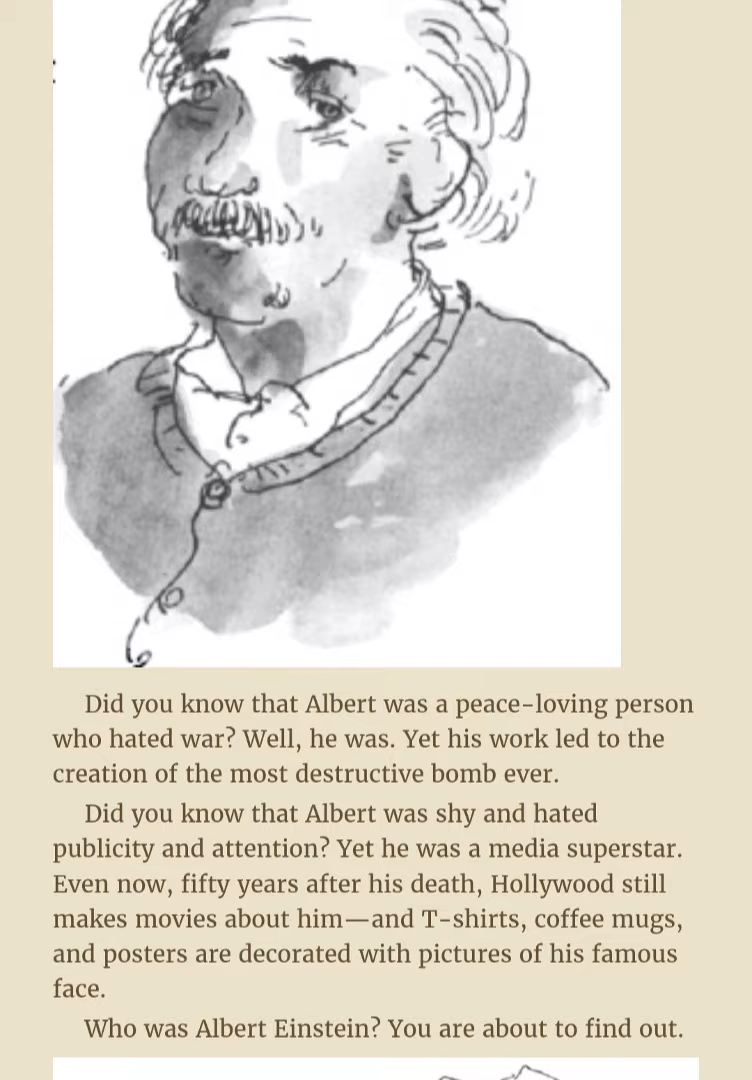 Did you know that Albert was a peace-loving person
who hated war? Well, he was. Yet his work led to the
creation of the most destructive bomb ever.
Did you know that Albert was shy and hated
publicity and attention? Yet he was a media superstar.
Even now, fifty years after his death, Hollywood still
makes movies about him—and T-shirts, coffee mugs,
and posters are decorated with pictures of his famous
face.
Who was Albert Einstein? You are about to find out.